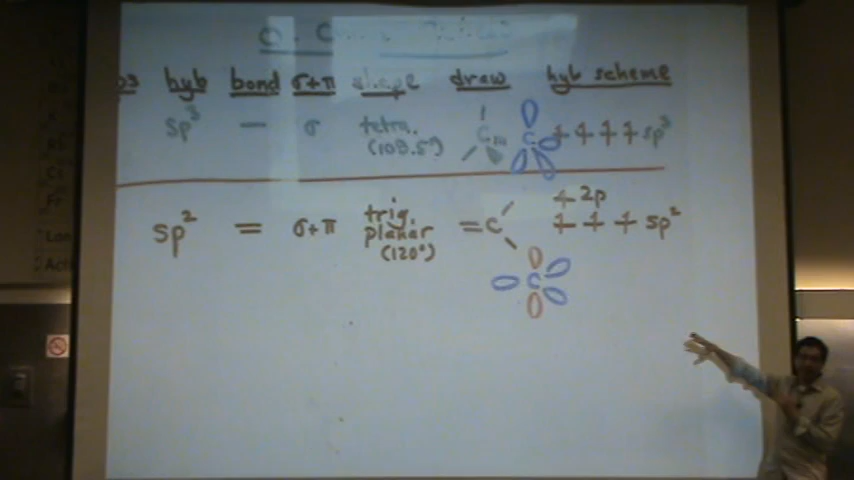 hyb bond σ+π shape draw hyb scheme
sp³ — σ tetra. C C + + + + sp³
(109.5°)
+ 2p
sp² = σ+π trig. =C + + + sp²
planar
(120°)
C